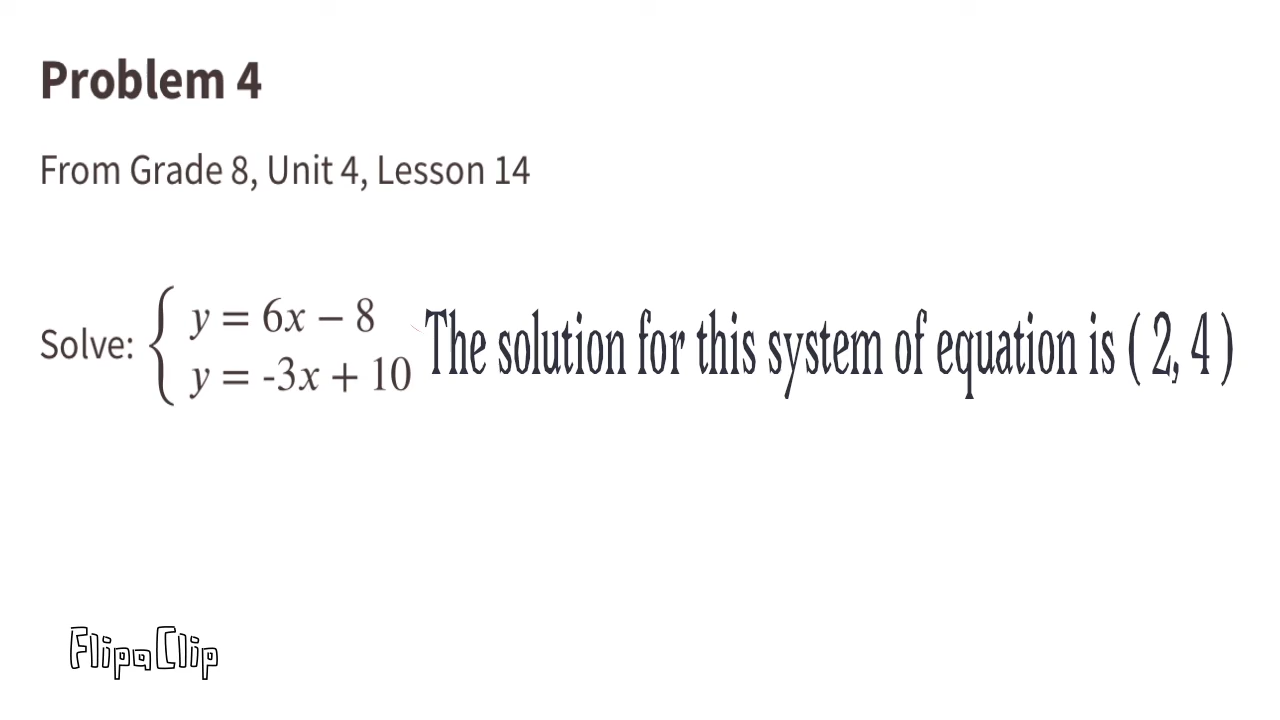 Problem 4
From Grade 8, Unit 4, Lesson 14
Solve: { y = 6x − 8
y = -3x + 10
The solution for this system of equation is ( 2, 4 )
FlipaClip